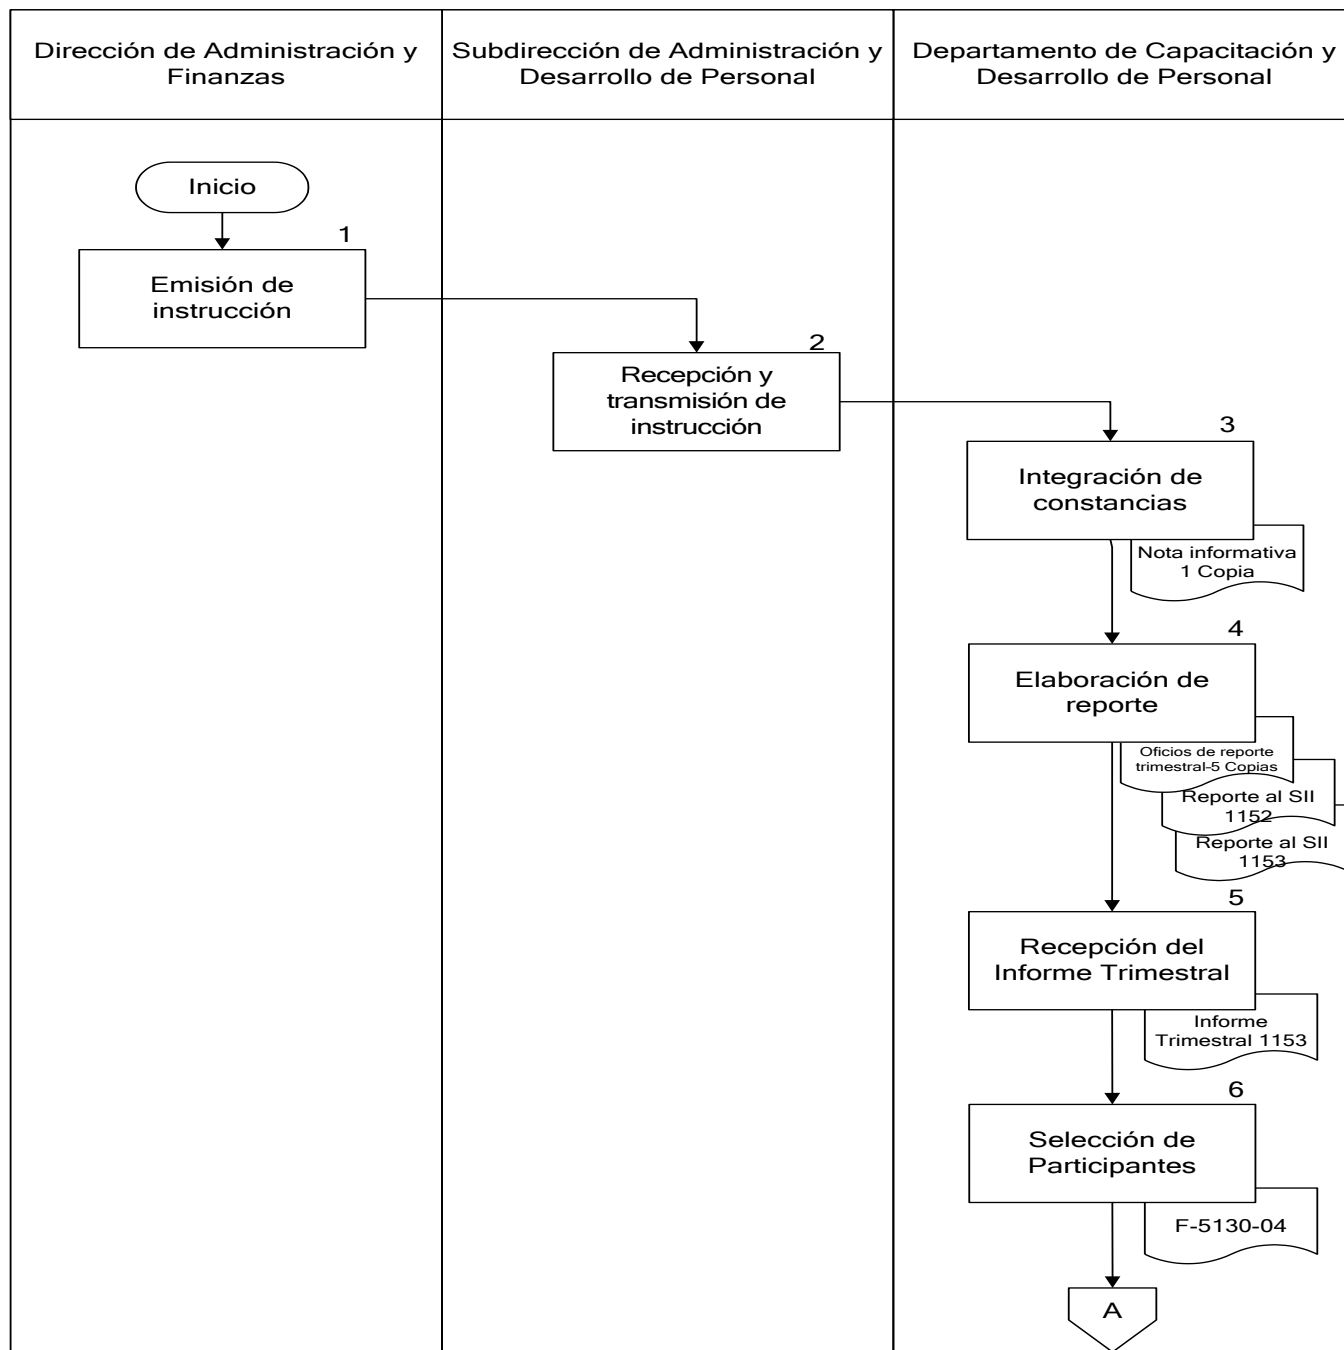 Dirección de Administración y
Finanzas
Subdirección de Administración y
Desarrollo de Personal
Departamento de Capacitación y
Desarrollo de Personal
Inicio
1
Emisión de
instrucción
2
Recepción y
transmisión de
instrucción
3
Integración de
constancias
Nota informativa
1 Copia
4
Elaboración de
reporte
Oficios de reporte
trimestral-5 Copias
Reporte al SII
1152
Reporte al SII
1153
5
Recepción del
Informe Trimestral
Informe
Trimestral 1153
6
Selección de
Participantes
F-5130-04
A